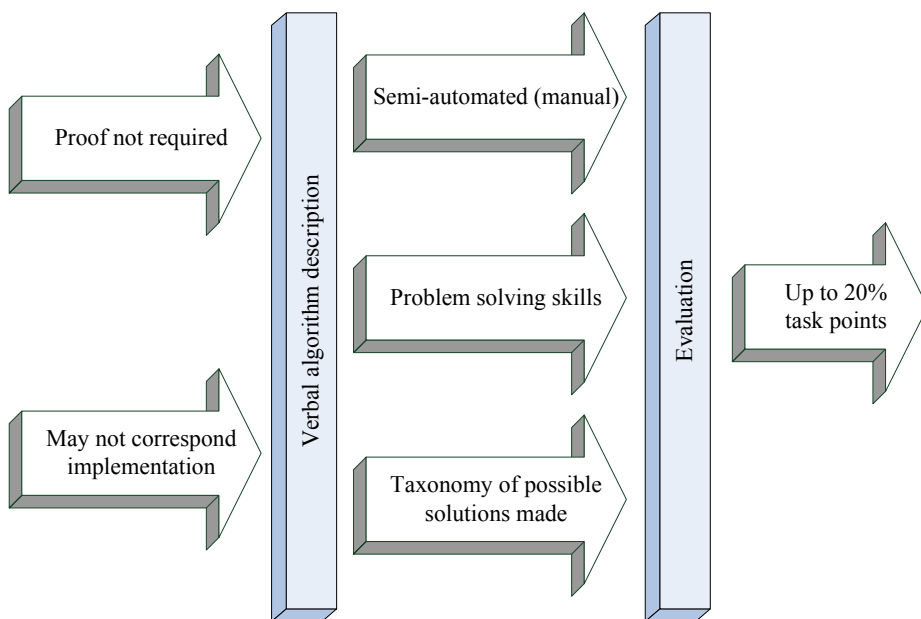 Proof not required
May not correspond
implementation
Verbal algorithm description
Semi-automated (manual)
Problem solving skills
Taxonomy of possible
solutions made
Evaluation
Up to 20%
task points